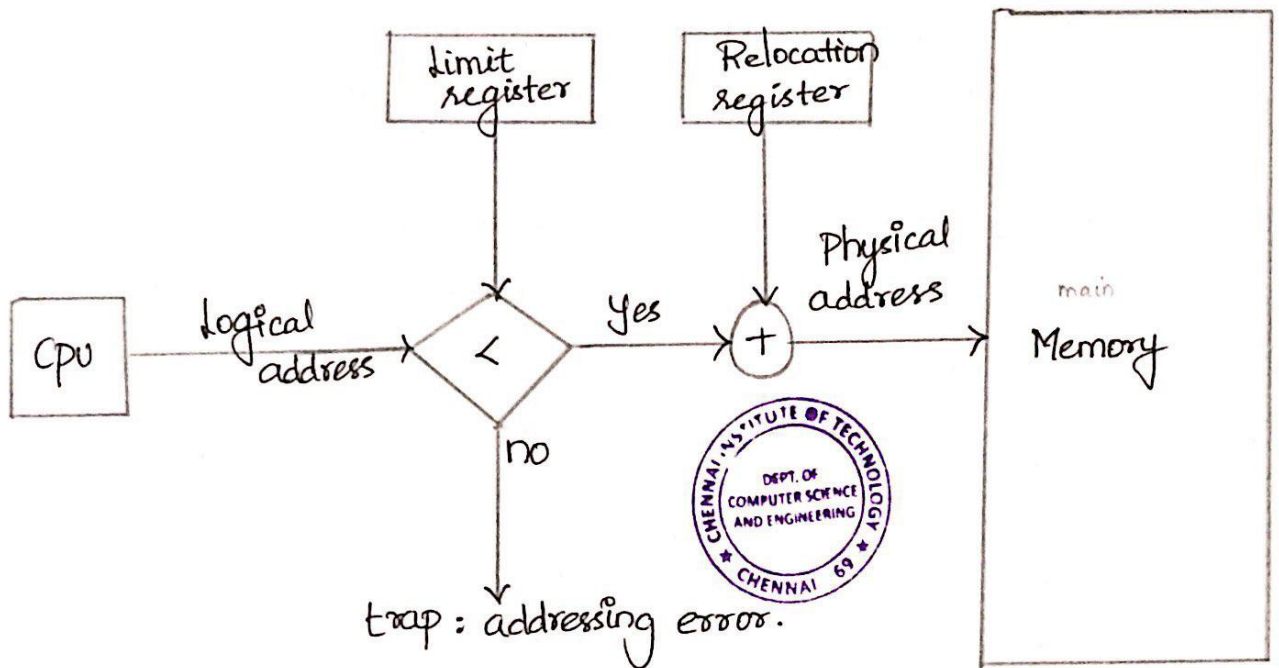 Limit
register
Relocation
register
CPU
Logical
address
<
Yes
+
Physical
address
main
Memory
no
trap : addressing error.
CHENNAI INSTITUTE OF TECHNOLOGY
DEPT. OF
COMPUTER SCIENCE
AND ENGINEERING
★ CHENNAI 69 ★